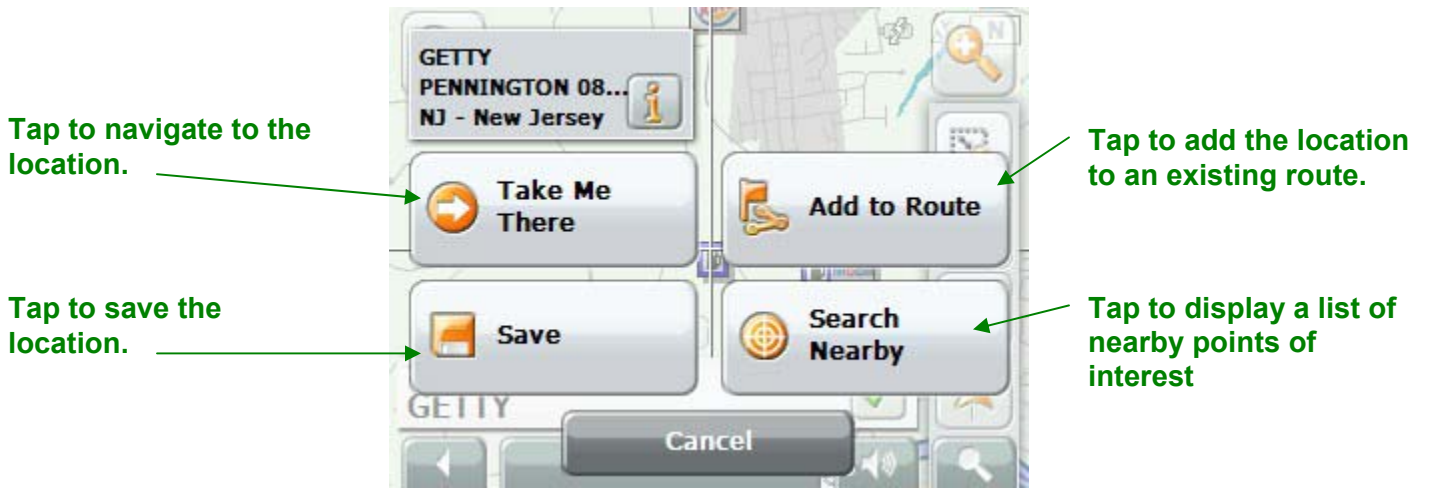 GETTY
PENNINGTON 08...
NJ - New Jersey
Tap to navigate to the
location.
Take Me
There
Add to Route
Tap to add the location
to an existing route.
Tap to save the
location.
Save
Search
Nearby
Tap to display a list of
nearby points of
interest
GETTY
Cancel
N